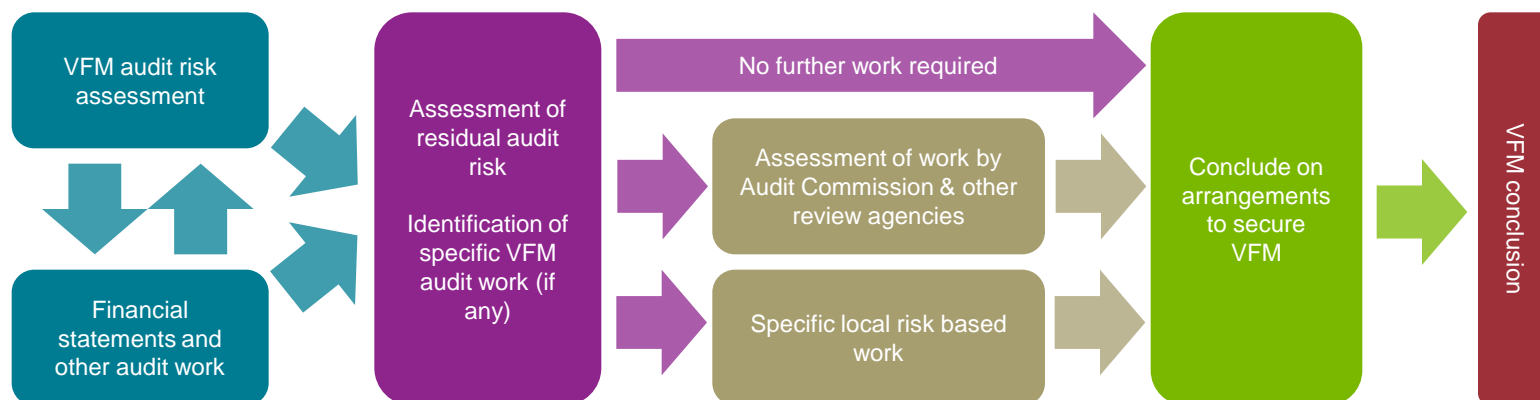 VFM audit risk
assessment
Financial
statements and
other audit work
Assessment of
residual audit
risk
Identification of
specific VFM
audit work (if
any)
No further work required
Assessment of work by
Audit Commission & other
review agencies
Specific local risk based
work
Conclude on
arrangements
to secure
VFM
VFM conclusion